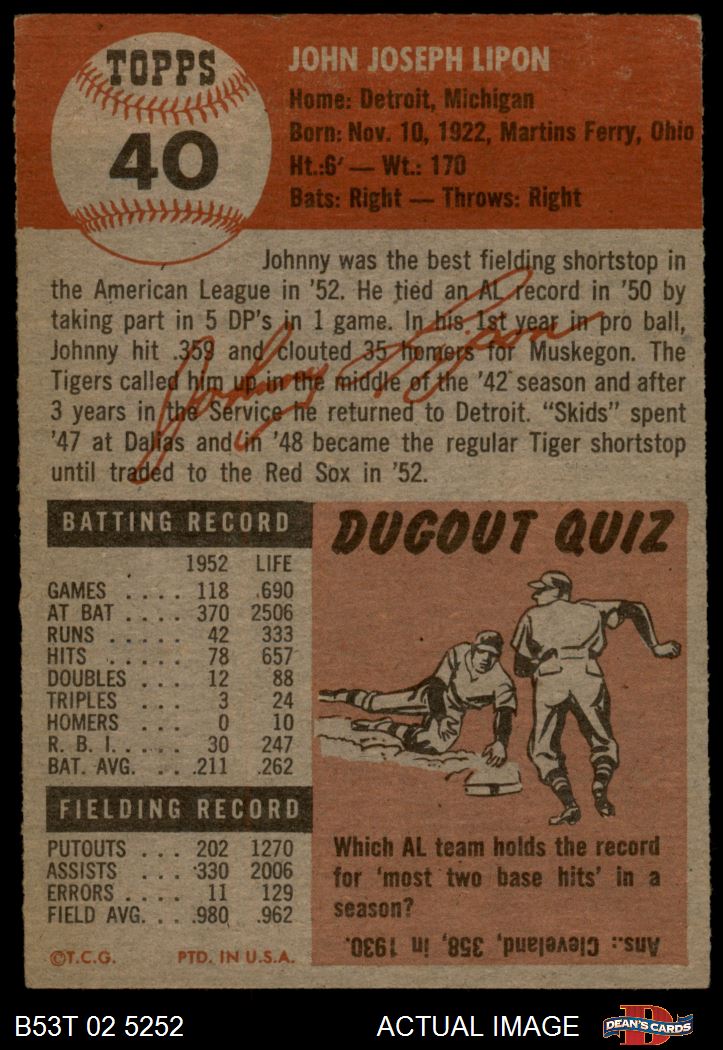 TOPPS
40
JOHN JOSEPH LIPON
Home: Detroit, Michigan
Born: Nov. 10, 1922, Martins Ferry, Ohio
Ht.:6' — Wt.: 170
Bats: Right — Throws: Right
Johnny was the best fielding shortstop in
the American League in '52. He tied an AL record in '50 by
taking part in 5 DP's in 1 game. In his 1st year in pro ball,
Johnny hit .359 and clouted 35 homers for Muskegon. The
Tigers called him up in the middle of the '42 season and after
3 years in the Service he returned to Detroit. "Skids" spent
'47 at Dallas and in '48 became the regular Tiger shortstop
until traded to the Red Sox in '52.
Johnny Lipon
BATTING RECORD
1952 LIFE
GAMES .... 118 .690
AT BAT .... 370 2506
RUNS ..... 42 333
HITS ..... 78 657
DOUBLES ... 12 88
TRIPLES ... 3 24
HOMERS ... 0 10
R. B. I. .... 30 247
BAT. AVG. ... .211 .262
FIELDING RECORD
PUTOUTS ... 202 1270
ASSISTS ... 330 2006
ERRORS ... 11 129
FIELD AVG. ... .980 .962
©T.C.G. PTD. IN U.S.A.
DUGOUT QUIZ
Which AL team holds the record
for 'most two base hits' in a
season?
Ans.: Cleveland, 358, in 1930.
B53T 02 5252 ACTUAL IMAGE
D
DEAN'S CARDS